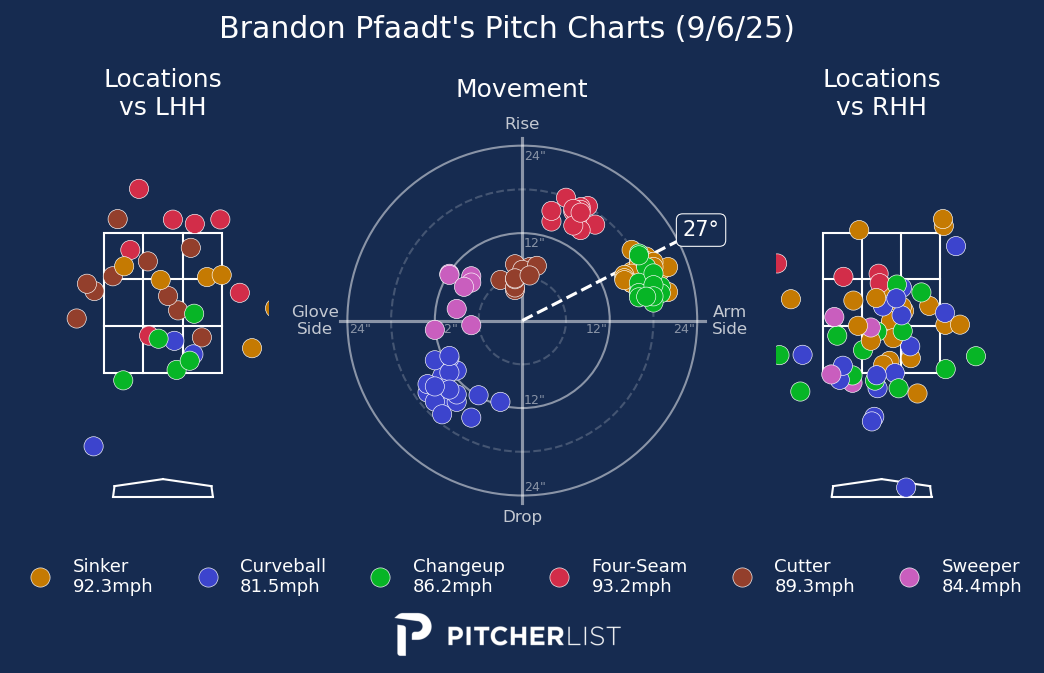 Brandon Pfaadt's Pitch Charts (9/6/25)
Locations
vs LHH
Movement
Locations
vs RHH
Rise
24"
27°
12"
Glove
Side
24"
2"
12"
24"
Arm
Side
12"
24"
Drop
Sinker
92.3mph
Curveball
81.5mph
Changeup
86.2mph
Four-Seam
93.2mph
Cutter
89.3mph
Sweeper
84.4mph
PITCHERLIST